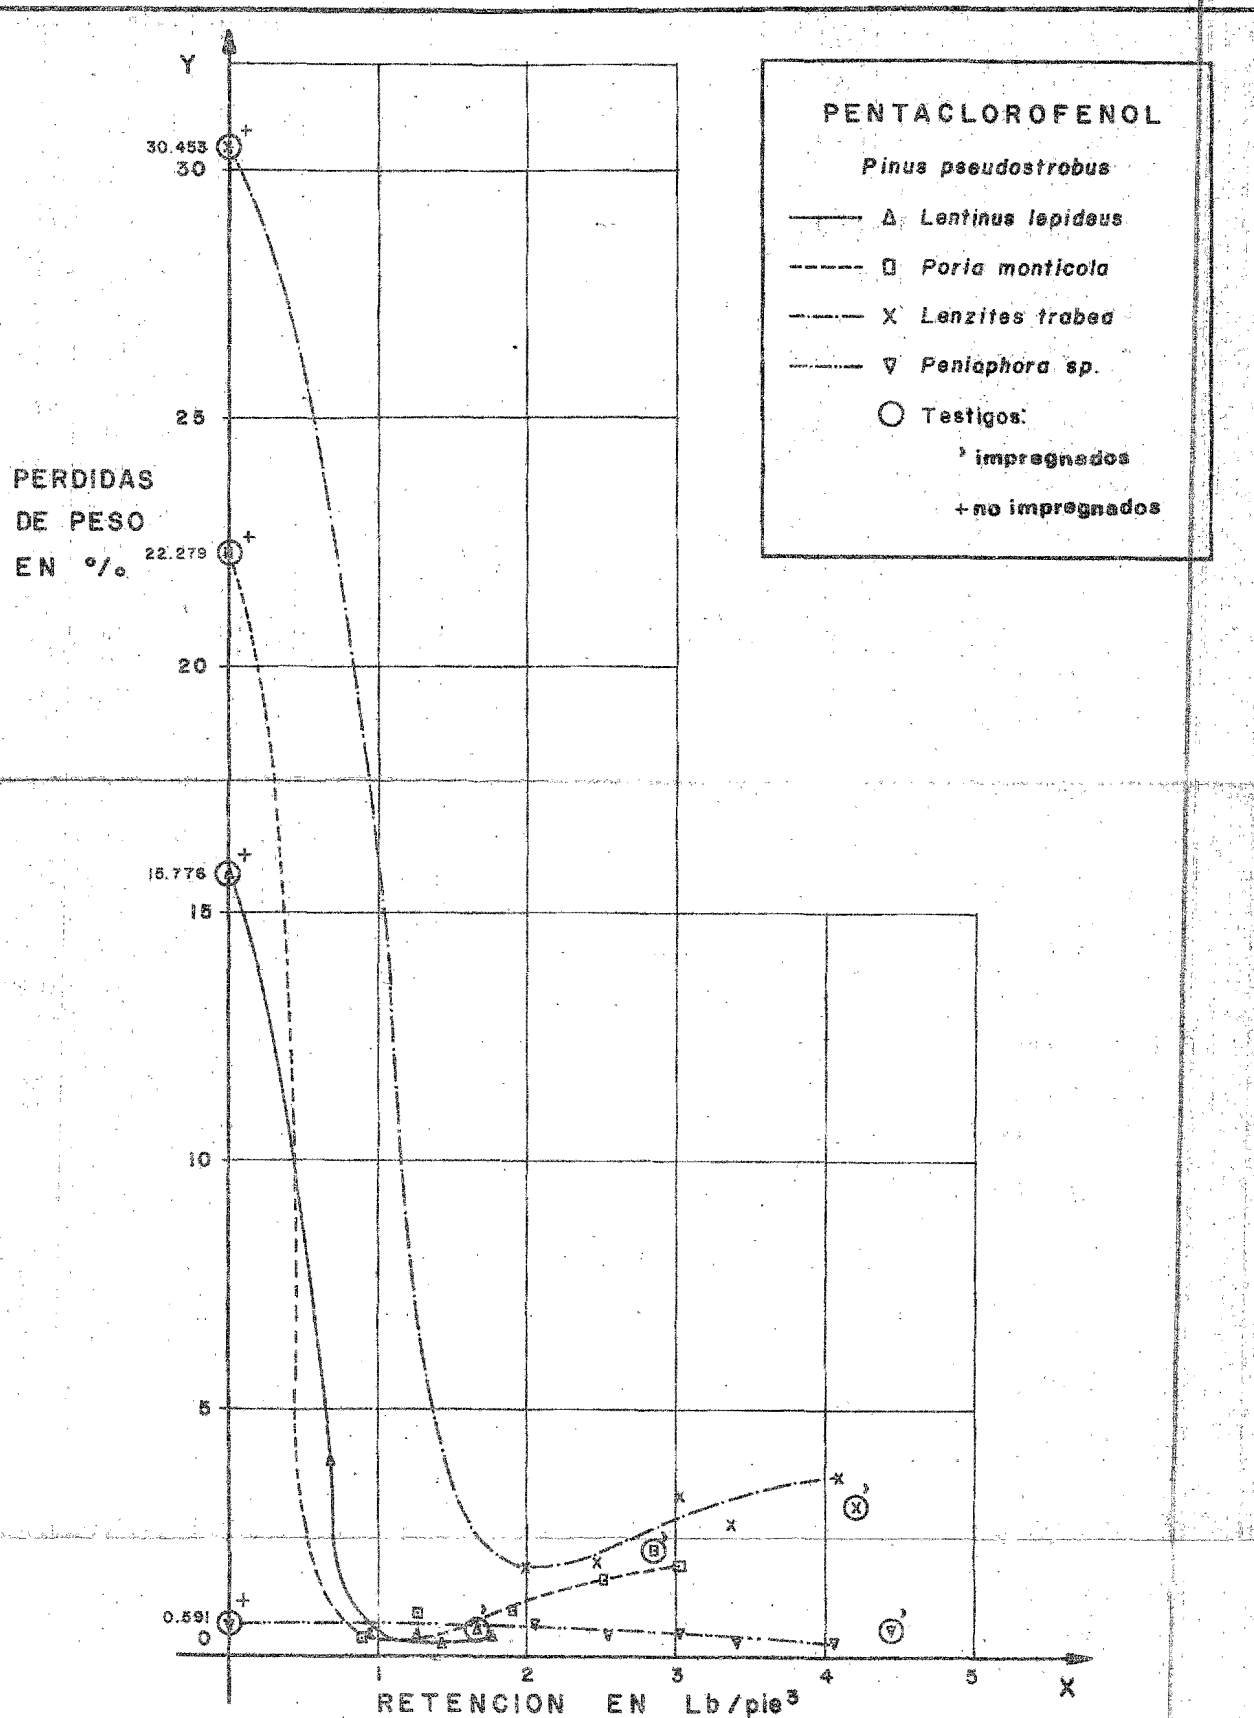 Y
30.453
30
25
PERDIDAS
DE PESO
EN %
22.279
20
15.776
15
10
5
0.591
0
1 2 3 4 5
X
RETENCION EN Lb/pie³
PENTACLOROFENOL
Pinus pseudostrobus
Δ Lentinus lepideus
□ Poria monticola
X Lenzites trabea
∇ Peniophora sp.
○ Testigos:
’ impregnados
+ no impregnados